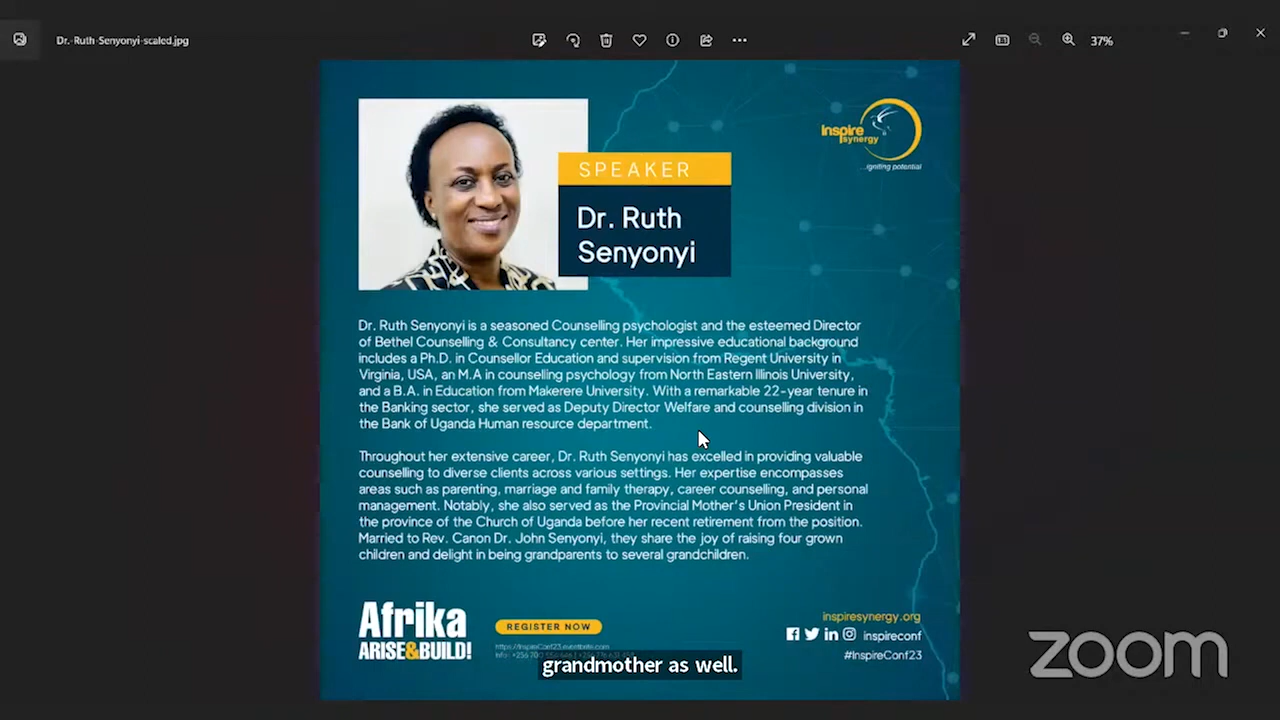 Dr.-Ruth-Senyonyi-scaled.jpg
37%
Inspire
synergy
...igniting potential
SPEAKER
Dr. Ruth
Senyonyi
Dr. Ruth Senyonyi is a seasoned Counselling psychologist and the esteemed Director
of Bethel Counselling & Consultancy center. Her impressive educational background
includes a Ph.D. in Counsellor Education and supervision from Regent University in
Virginia, USA, an M.A in counselling psychology from North Eastern Illinois University,
and a B.A. in Education from Makerere University. With a remarkable 22-year tenure in
the Banking sector, she served as Deputy Director Welfare and counselling division in
the Bank of Uganda Human resource department.
Throughout her extensive career, Dr. Ruth Senyonyi has excelled in providing valuable
counselling to diverse clients across various settings. Her expertise encompasses
areas such as parenting, marriage and family therapy, career counselling, and personal
management. Notably, she also served as the Provincial Mother's Union President in
the province of the Church of Uganda before her recent retirement from the position.
Married to Rev. Canon Dr. John Senyonyi, they share the joy of raising four grown
children and delight in being grandparents to several grandchildren.
Afrika
ARISE&BUILD!
REGISTER NOW
https://InspireConf23.eventbrite.com
inspiresynergy.org
inspireconf
#InspireConf23
grandmother as well.
zoom